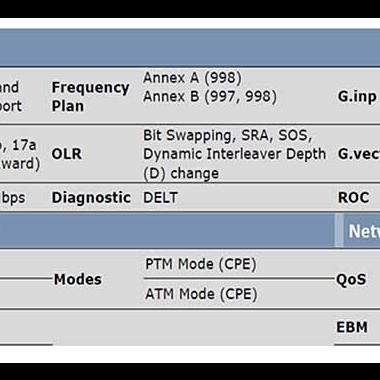 and Frequency Annex A (998)
port Plan Annex B (997, 998) G.inp
, 17a OLR Bit Swapping, SRA, SOS,
ward) Dynamic Interleaver Depth G.vec
(D) change
bps Diagnostic DELT ROC
Netw
Modes PTM Mode (CPE) QoS
ATM Mode (CPE)
EBM